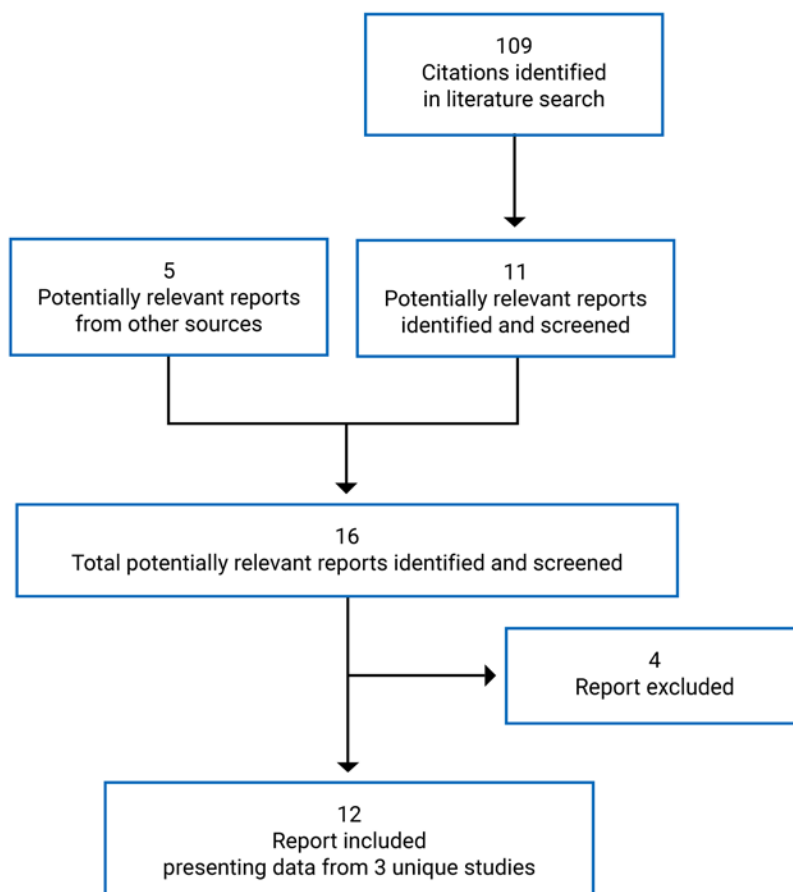 109
Citations identified
in literature search
5
Potentially relevant reports
from other sources
11
Potentially relevant reports
identified and screened
16
Total potentially relevant reports identified and screened
4
Report excluded
12
Report included
presenting data from 3 unique studies